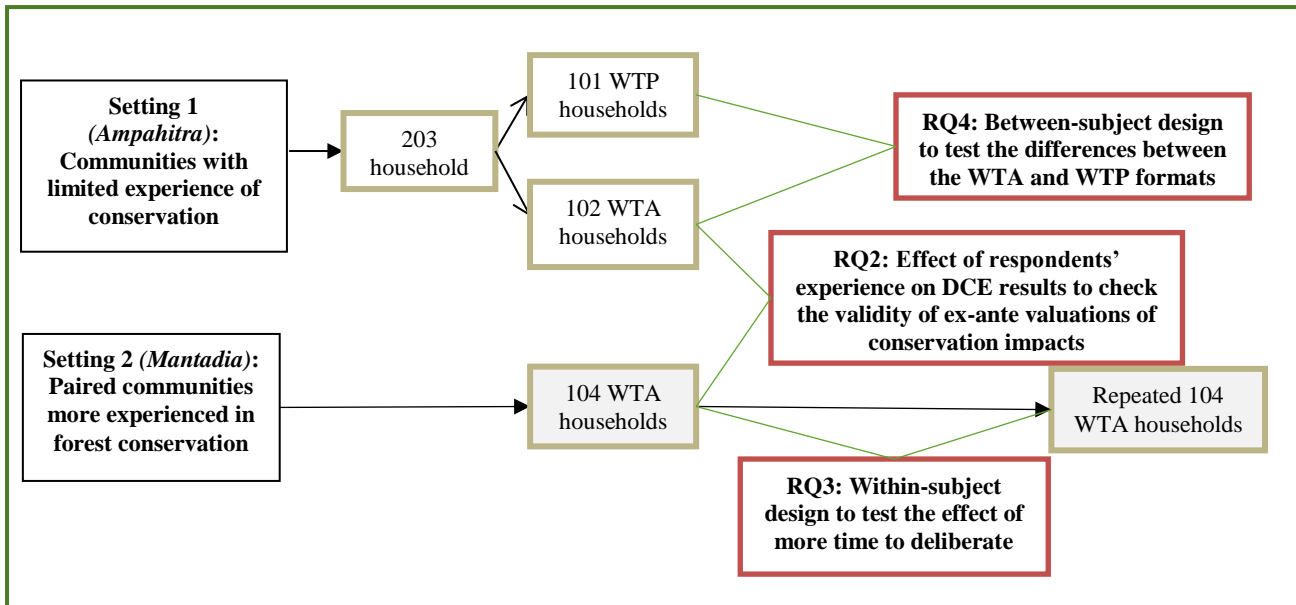 Setting 1
(Ampahitra):
Communities with
limited experience of
conservation
203
household
101 WTP
households
102 WTA
households
RQ4: Between-subject design
to test the differences between
the WTA and WTP formats
RQ2: Effect of respondents’
experience on DCE results to check
the validity of ex-ante valuations of
conservation impacts
Setting 2 (Mantadia):
Paired communities
more experienced in
forest conservation
104 WTA
households
Repeated 104
WTA households
RQ3: Within-subject
design to test the effect of
more time to deliberate